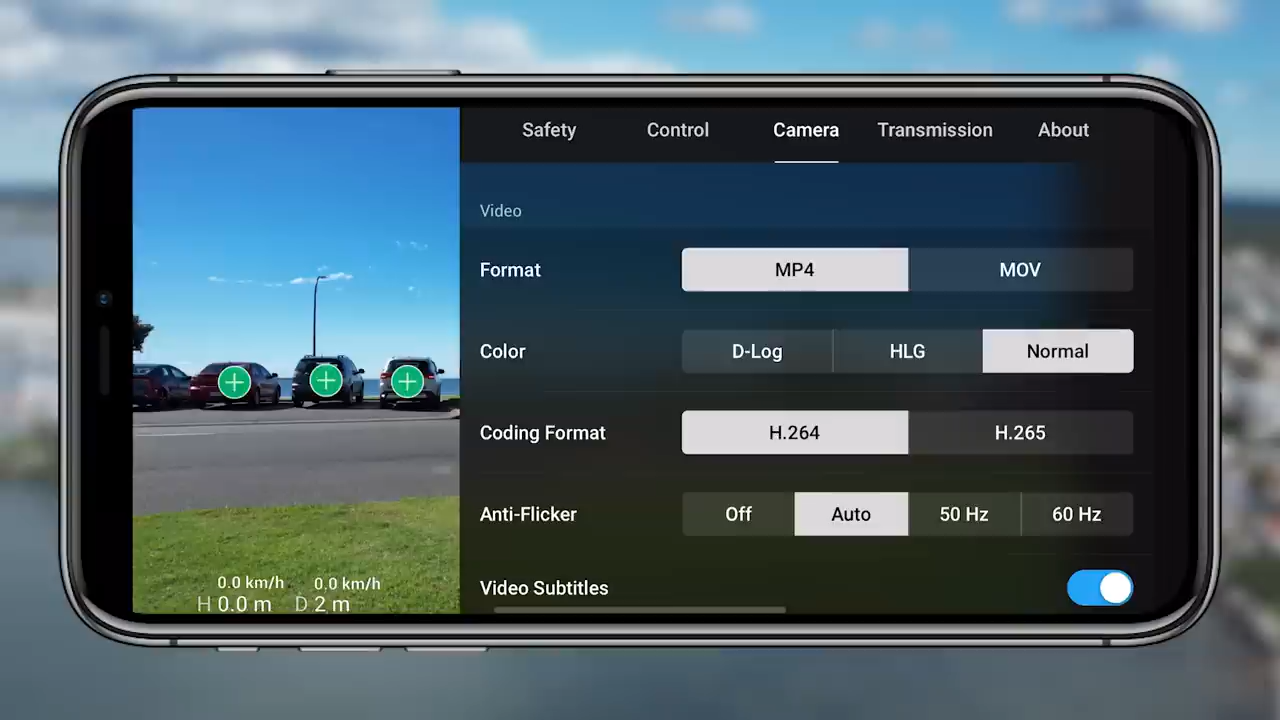 Safety Control Camera Transmission About
Video
Format MP4 MOV
Color D-Log HLG Normal
Coding Format H.264 H.265
Anti-Flicker Off Auto 50 Hz 60 Hz
Video Subtitles
0.0 km/h 0.0 km/h
H 0.0 m D 2 m